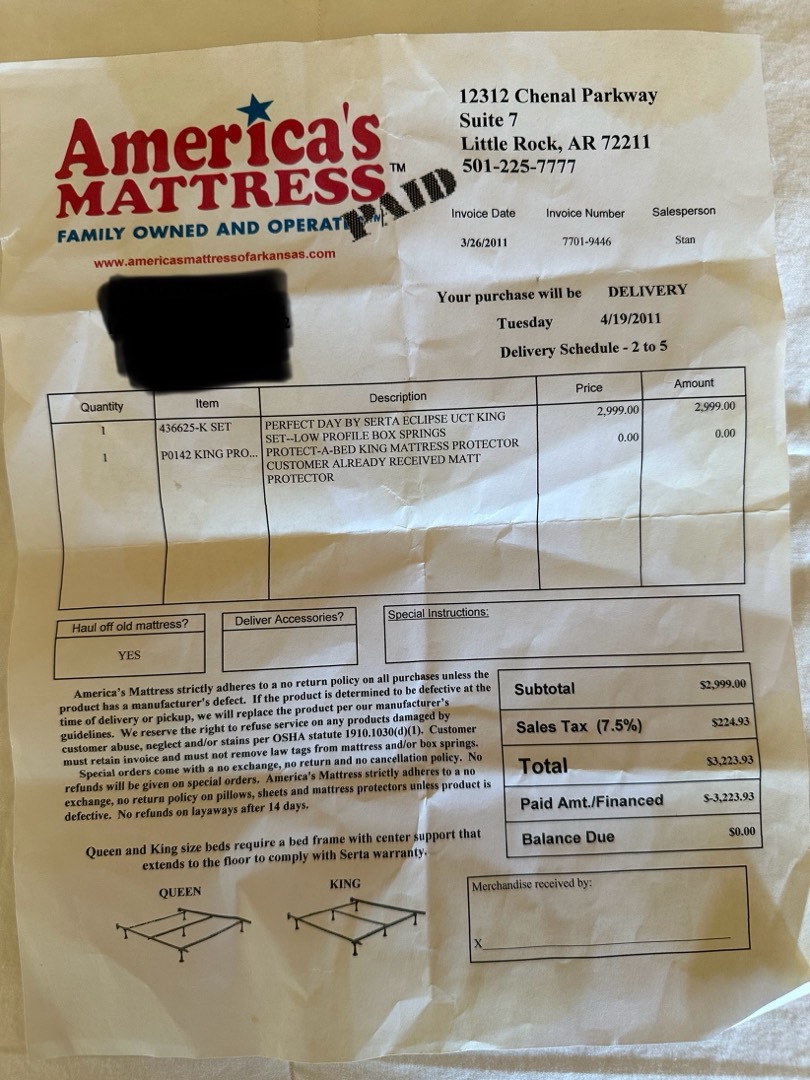 America's
MATTRESS™
FAMILY OWNED AND OPERAT
PAID
www.americasmattressofarkansas.com
12312 Chenal Parkway
Suite 7
Little Rock, AR 72211
501-225-7777
Invoice Date Invoice Number Salesperson
3/26/2011 7701-9446 Stan
Your purchase will be DELIVERY
Tuesday 4/19/2011
Delivery Schedule - 2 to 5
Quantity Item Description Price Amount
1 436625-K SET PERFECT DAY BY SERTA ECLIPSE UCT KING 2,999.00 2,999.00
SET--LOW PROFILE BOX SPRINGS
1 P0142 KING PRO... PROTECT-A-BED KING MATTRESS PROTECTOR 0.00 0.00
CUSTOMER ALREADY RECEIVED MATT
PROTECTOR
Haul off old mattress?
YES
Deliver Accessories?
Special Instructions:
America's Mattress strictly adheres to a no return policy on all purchases unless the
product has a manufacturer's defect. If the product is determined to be defective at the
time of delivery or pickup, we will replace the product per our manufacturer's
guidelines. We reserve the right to refuse service on any products damaged by
customer abuse, neglect and/or stains per OSHA statute 1910.1030(d)(1). Customer
must retain invoice and must not remove law tags from mattress and/or box springs.
Special orders come with a no exchange, no return and no cancellation policy. No
refunds will be given on special orders. America's Mattress strictly adheres to a no
exchange, no return policy on pillows, sheets and mattress protectors unless product is
defective. No refunds on layaways after 14 days.
Subtotal $2,999.00
Sales Tax (7.5%) $224.93
Total $3,223.93
Paid Amt./Financed $-3,223.93
Balance Due $0.00
Queen and King size beds require a bed frame with center support that
extends to the floor to comply with Serta warranty.
QUEEN KING
Merchandise received by:
X